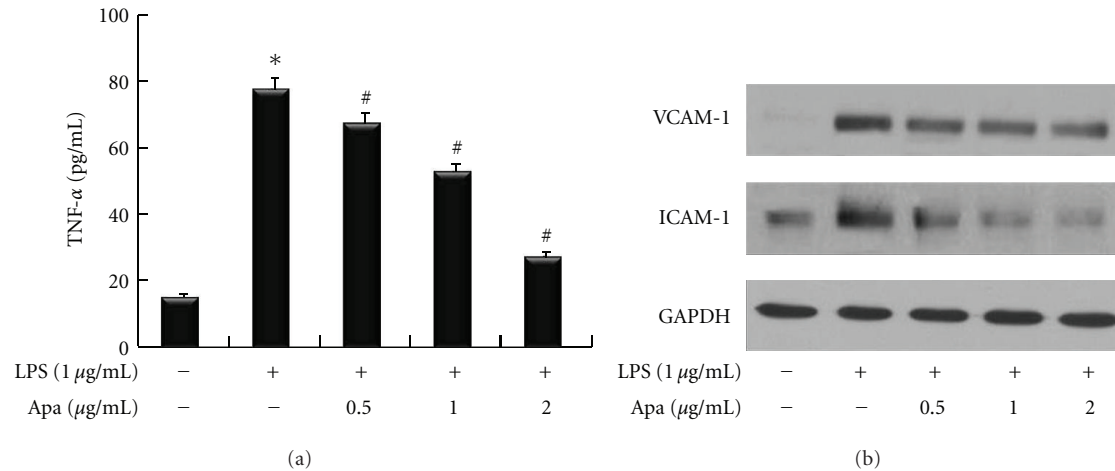 100
80
60
40
20
0
TNF-α (pg/mL)
*
#
#
#
LPS (1 μg/mL) − + + + +
Apa (μg/mL) − − 0.5 1 2
(a)
VCAM-1
ICAM-1
GAPDH
LPS (1 μg/mL) − + + + +
Apa (μg/mL) − − 0.5 1 2
(b)